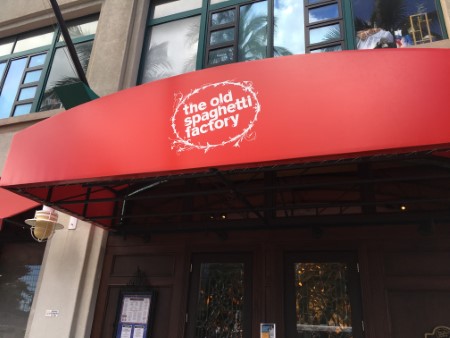 the old
spaghetti
factory